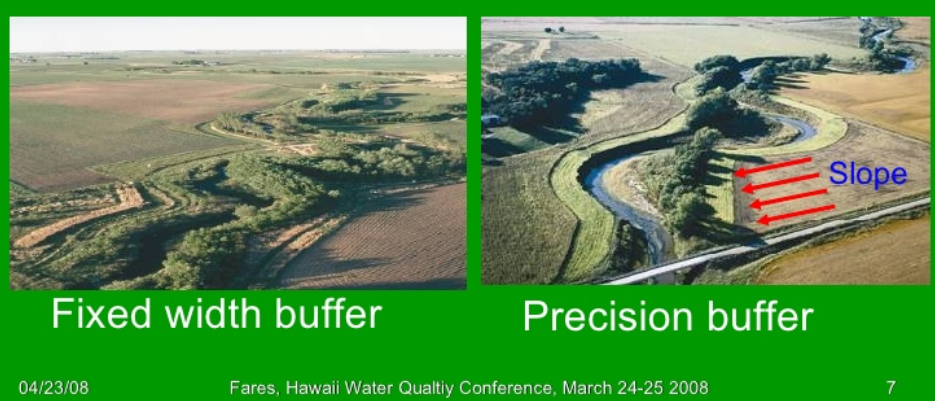 Slope
Fixed width buffer
Precision buffer
04/23/08
Fares, Hawaii Water Qualtiy Conference, March 24-25 2008
7